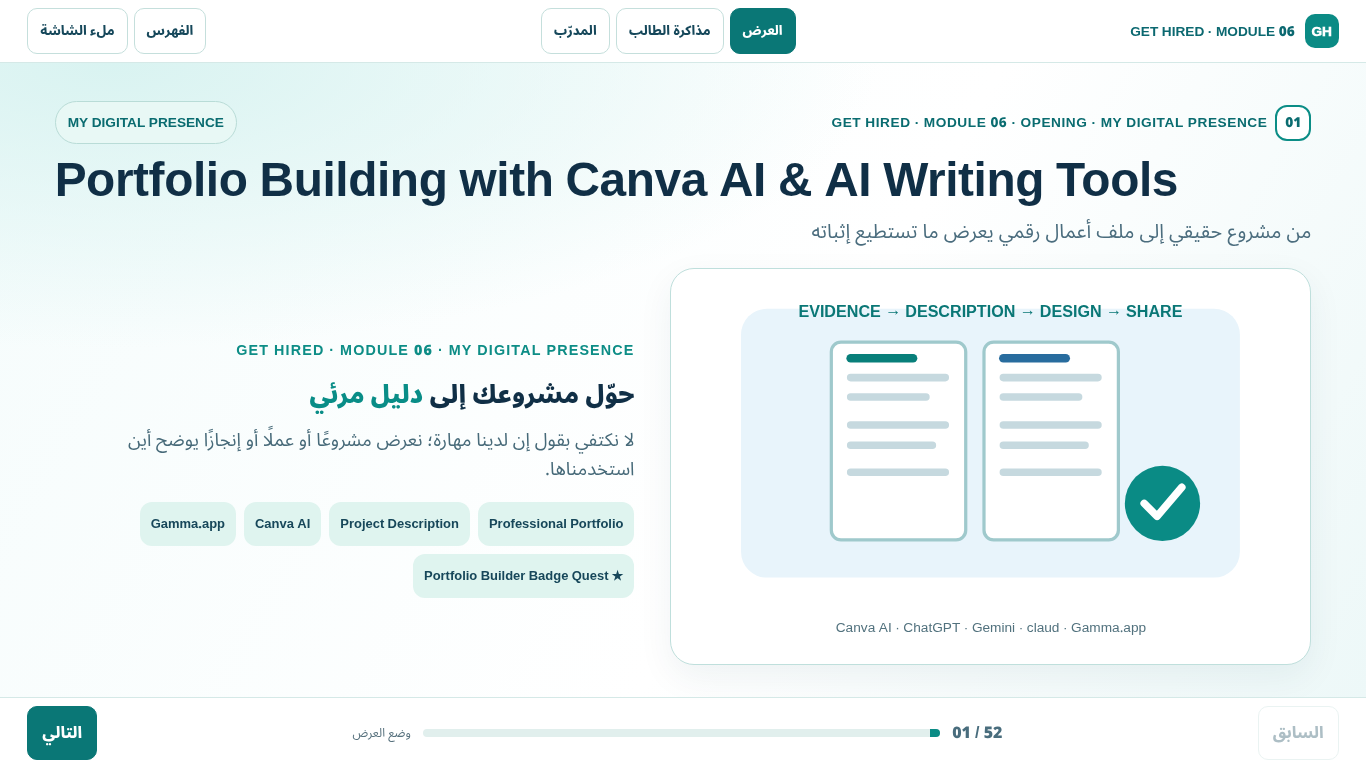 GH
GET HIRED · MODULE 06
العرض
مذاكرة الطالب
المدرّب
الفهرس
ملء الشاشة
01
GET HIRED · MODULE 06 · OPENING · MY DIGITAL PRESENCE
MY DIGITAL PRESENCE
Portfolio Building with Canva AI & AI Writing Tools
من مشروع حقيقي إلى ملف أعمال رقمي يعرض ما تستطيع إثباته
EVIDENCE → DESCRIPTION → DESIGN → SHARE
Canva AI · ChatGPT · Gemini · claud · Gamma.app
GET HIRED · MODULE 06 · MY DIGITAL PRESENCE
حوّل مشروعك إلى دليل مرئي
لا نكتفي بقول إن لدينا مهارة؛ نعرض مشروعًا أو عملًا أو إنجازًا يوضح أين
استخدمناها.
Professional Portfolio
Project Description
Canva AI
Gamma.app
Portfolio Builder Badge Quest ★
السابق
01 / 52
وضع العرض
التالي